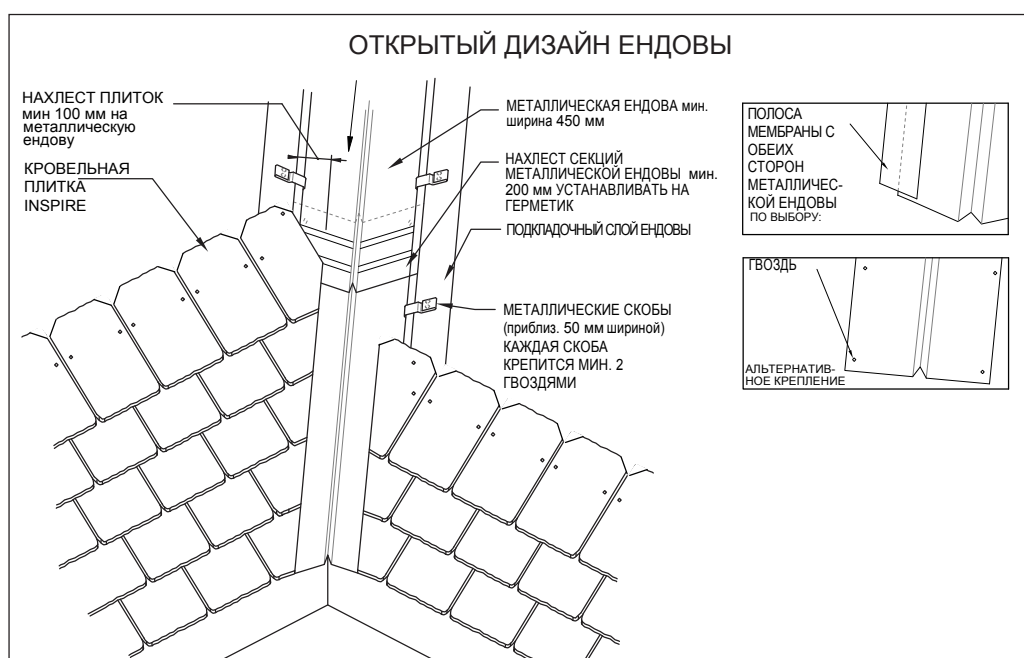 ОТКРЫТЫЙ ДИЗАЙН ЕНДОВЫ
НАХЛЕСТ ПЛИТОК
мин 100 мм на
металлическую
ендову
КРОВЕЛЬНАЯ
ПЛИТКА
INSPIRE
МЕТАЛЛИЧЕСКАЯ ЕНДОВА мин.
ширина 450 мм
НАХЛЕСТ СЕКЦИЙ
МЕТАЛЛИЧЕСКОЙ ЕНДОВЫ мин.
200 мм УСТАНАВЛИВАТЬ НА
ГЕРМЕТИК
ПОДКЛАДОЧНЫЙ СЛОЙ ЕНДОВЫ
МЕТАЛЛИЧЕСКИЕ СКОБЫ
(приблиз. 50 мм шириной)
КАЖДАЯ СКОБА
КРЕПИТСЯ МИН. 2
ГВОЗДЯМИ
ПОЛОСА
МЕМБРАНЫ С
ОБЕИХ
СТОРОН
МЕТАЛЛИЧЕС-
КОЙ ЕНДОВЫ
ПО ВЫБОРУ:
ГВОЗДЬ
АЛЬТЕРНАТИВ-
НОЕ КРЕПЛЕНИЕ